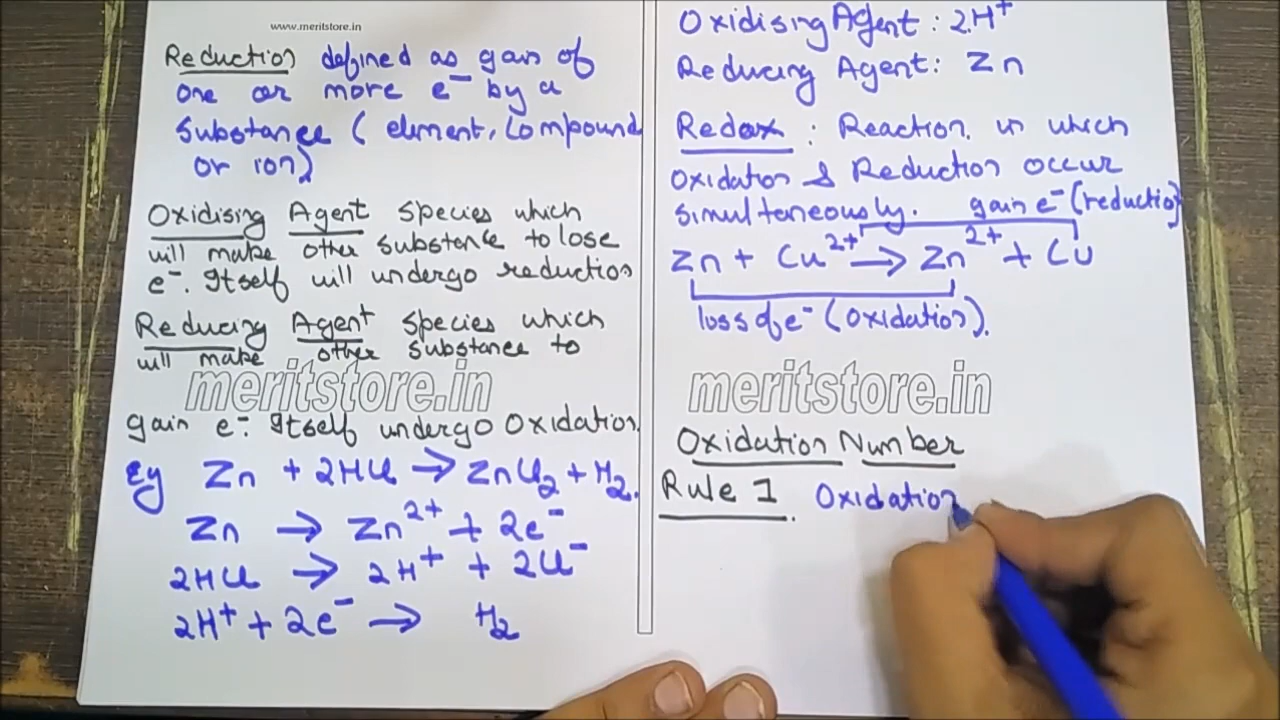 www.meritstore.in
Reduction defined as gain of
one or more e⁻ by a
substance ( element, compound
or ion)
Oxidising Agent species which
will make other substance to lose
e⁻. Itself will undergo reduction
Reducing Agent species which
will make other substance to
meritstore.in
gain e⁻. Itself undergo Oxidation.
Eg Zn + 2HCl → ZnCl₂ + H₂.
Zn → Zn²⁺ + 2e⁻
2HCl → 2H⁺ + 2Cl⁻
2H⁺ + 2e⁻ → H₂
Oxidising Agent : 2H⁺
Reducing Agent : Zn
Redox : Reaction in which
Oxidation & Reduction occur
simultaneously. gain e⁻ (reduction)
Zn + Cu²⁺ → Zn²⁺ + Cu
loss of e⁻ (Oxidation).
meritstore.in
Oxidation Number
Rule 1. Oxidation